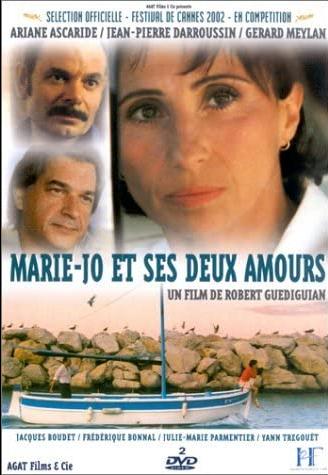 AGAT Films & Cie présente
SELECTION OFFICIELLE - FESTIVAL DE CANNES 2002 - EN COMPETITION
ARIANE ASCARIDE / JEAN-PIERRE DARROUSSIN / GERARD MEYLAN
MARIE-JO ET SES DEUX AMOURS
UN FILM DE ROBERT GUEDIGUIAN
JACQUES BOUDET / FRÉDÉRIQUE BONNAL / JULIE-MARIE PARMENTIER / YANN TREGOUËT
AGAT Films & Cie
2
DVD
VIDEO